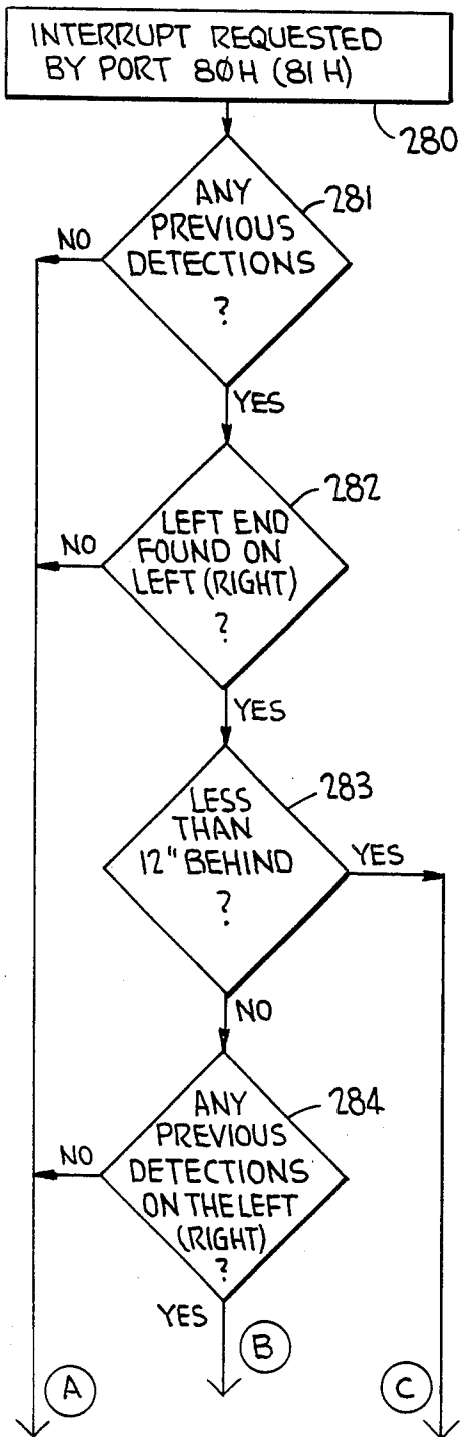 INTERRUPT REQUESTED
BY PORT 80H (81H)
280
ANY
PREVIOUS
DETECTIONS
?
281
NO
YES
LEFT END
FOUND ON
LEFT (RIGHT)
?
282
NO
YES
LESS
THAN
12" BEHIND
?
283
YES
NO
ANY
PREVIOUS
DETECTIONS
ON THE LEFT
(RIGHT)
?
284
NO
YES
A
B
C